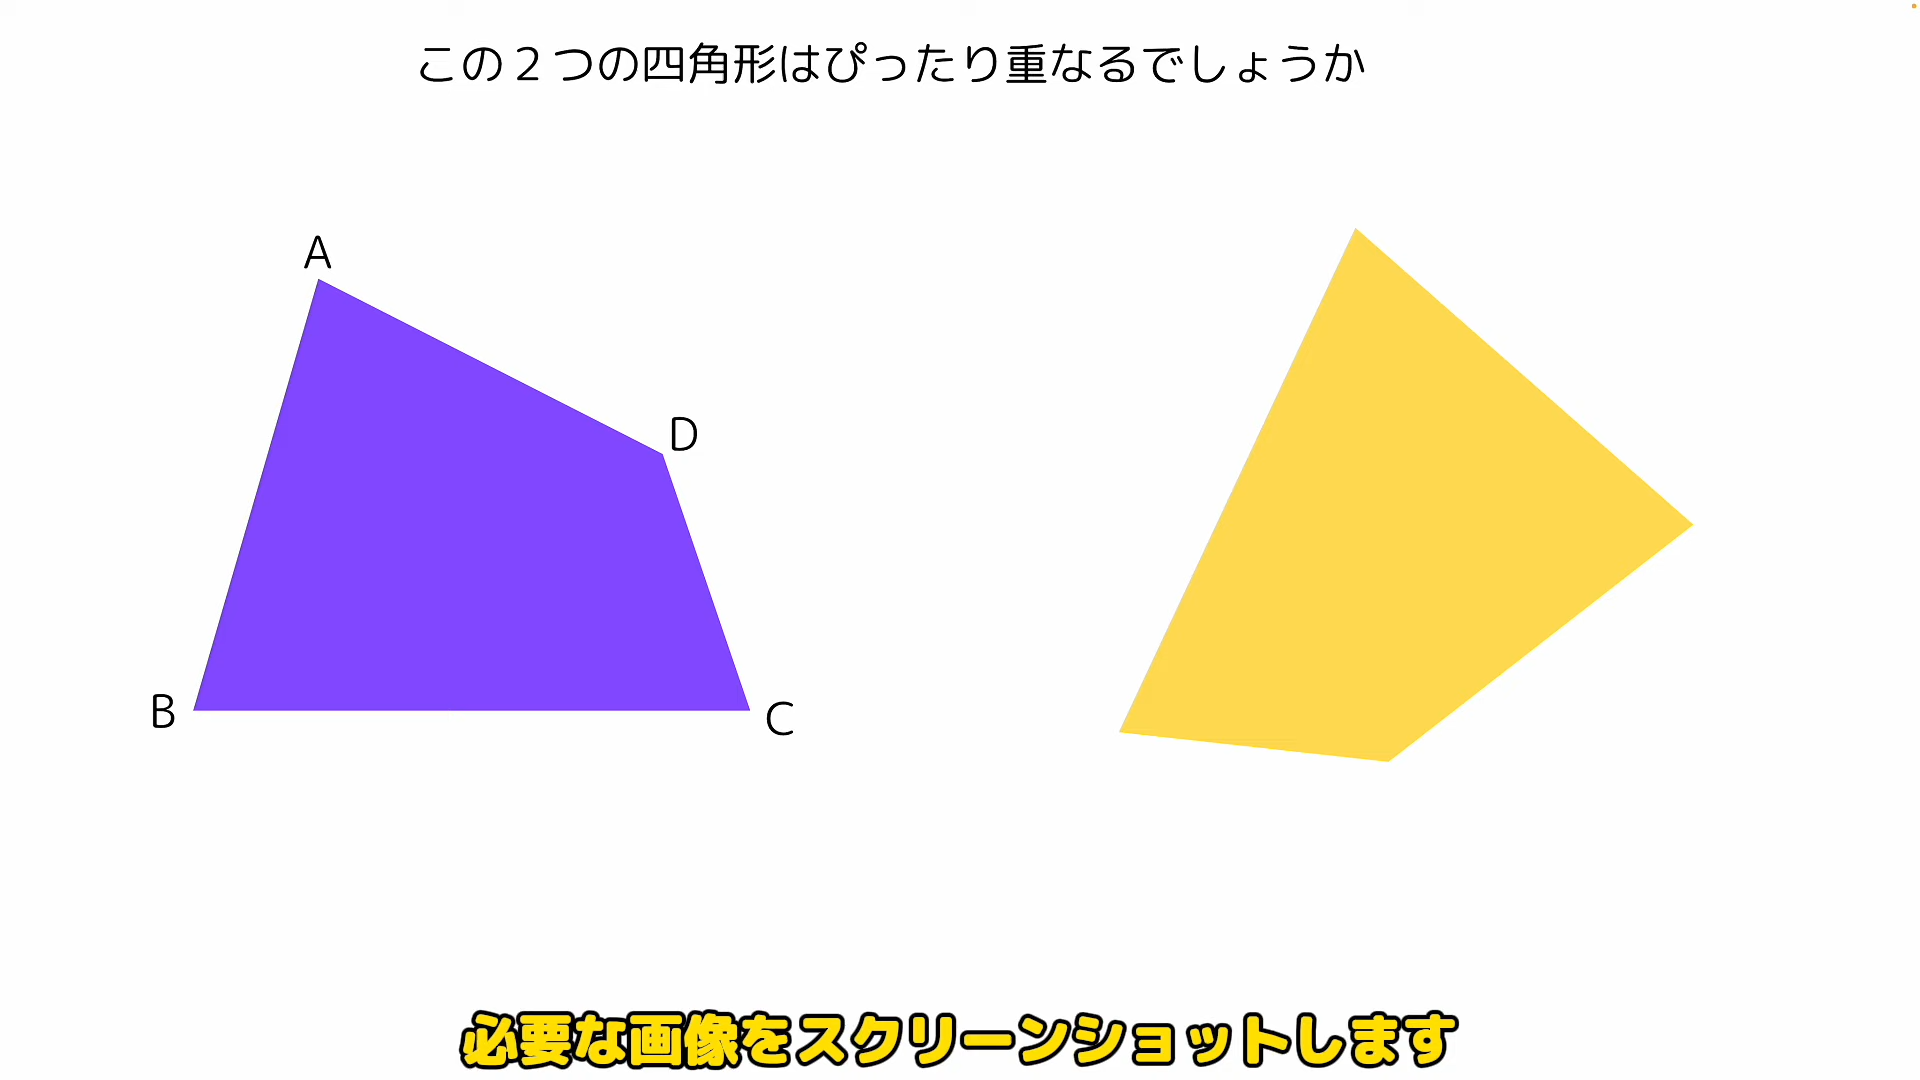 この２つの四角形はぴったり重なるでしょうか
A
D
B
C
必要な画像をスクリーンショットします